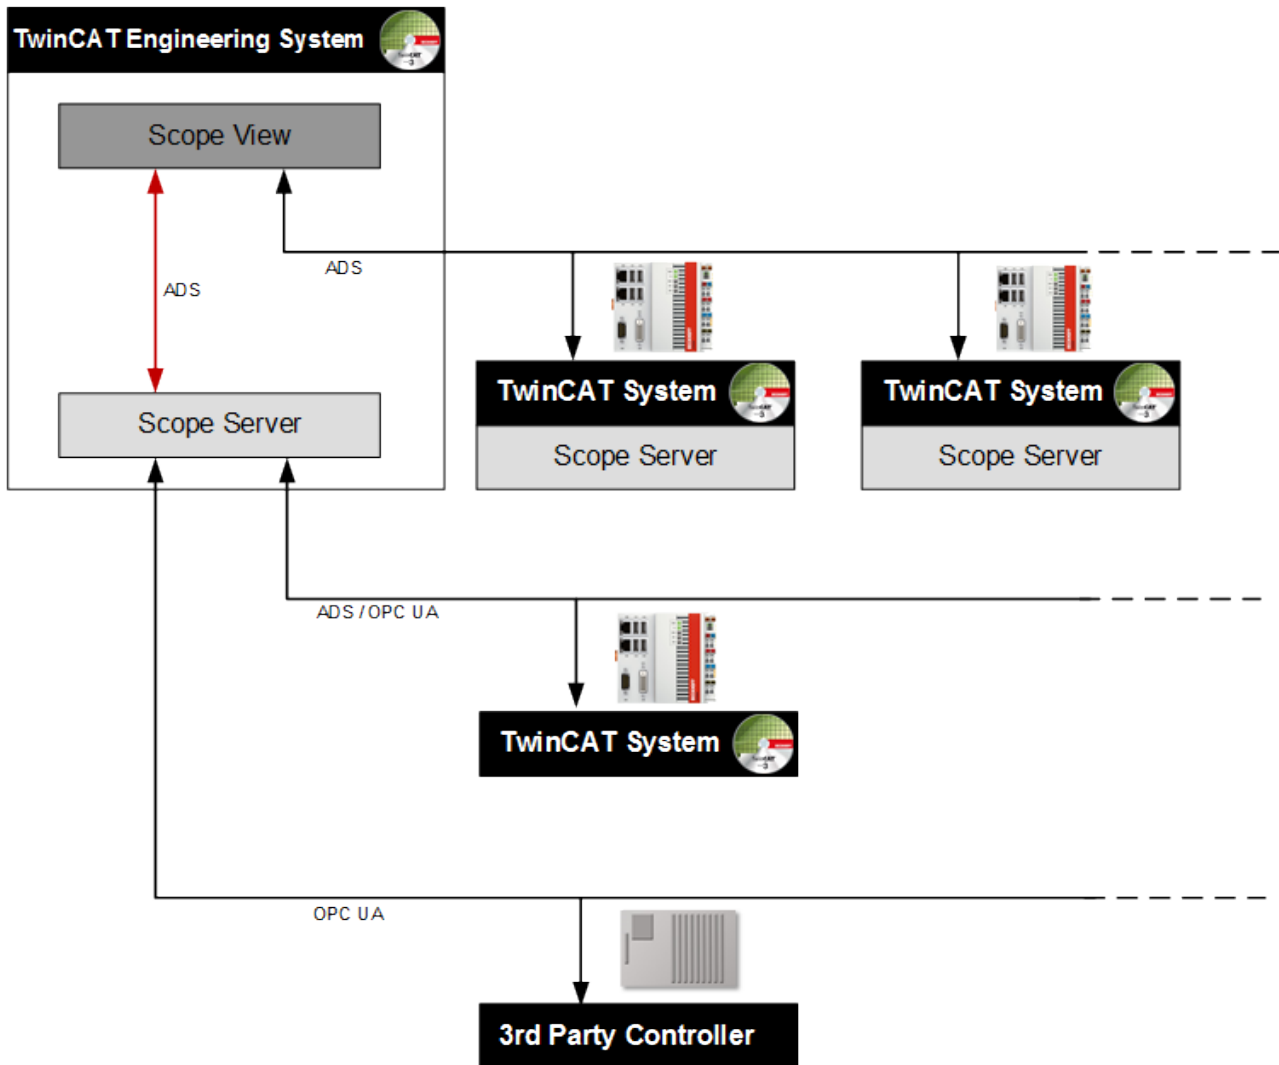 TwinCAT Engineering System
Scope View
ADS
ADS
Scope Server
TwinCAT System
Scope Server
TwinCAT System
Scope Server
ADS / OPC UA
TwinCAT System
OPC UA
3rd Party Controller